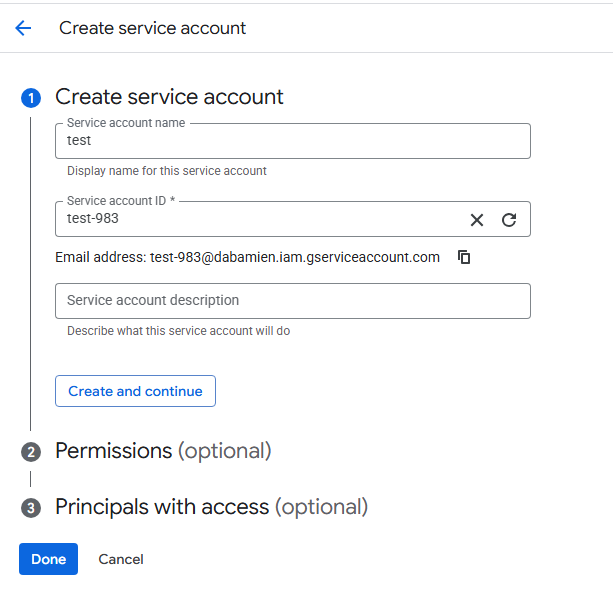 Create service account
1 Create service account
Service account name
test
Display name for this service account
Service account ID *
test-983
Email address: test-983@dabamien.iam.gserviceaccount.com
Service account description
Describe what this service account will do
Create and continue
2 Permissions (optional)
3 Principals with access (optional)
Done Cancel